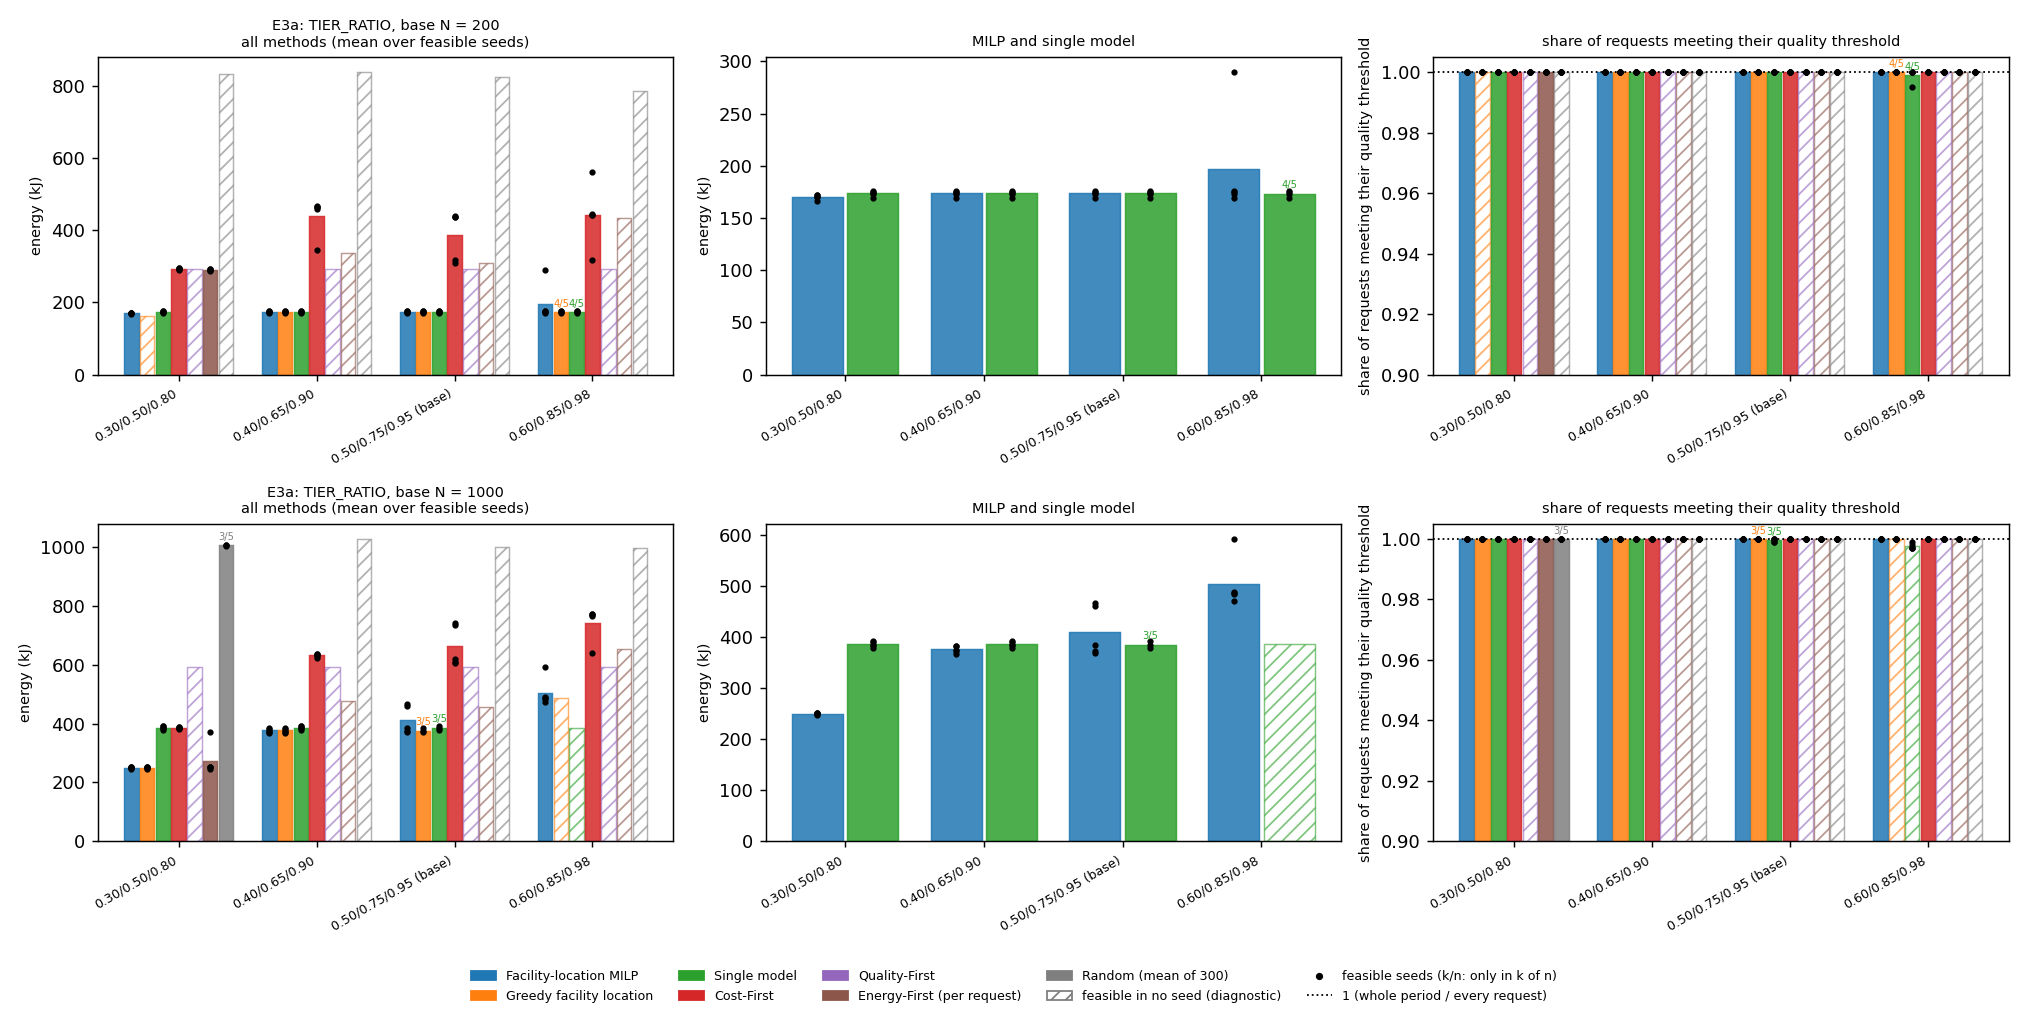 E3a: TIER_RATIO, base N = 200
all methods (mean over feasible seeds)
energy (kJ)
800
600
400
200
0
4/5
4/5
0.30/0.50/0.80
0.40/0.65/0.90
0.50/0.75/0.95 (base)
0.60/0.85/0.98
MILP and single model
energy (kJ)
300
250
200
150
100
50
0
4/5
0.30/0.50/0.80
0.40/0.65/0.90
0.50/0.75/0.95 (base)
0.60/0.85/0.98
share of requests meeting their quality threshold
share of requests meeting their quality threshold
1.00
0.98
0.96
0.94
0.92
0.90
4/5
4/5
0.30/0.50/0.80
0.40/0.65/0.90
0.50/0.75/0.95 (base)
0.60/0.85/0.98
E3a: TIER_RATIO, base N = 1000
all methods (mean over feasible seeds)
energy (kJ)
1000
800
600
400
200
0
3/5
3/5
3/5
0.30/0.50/0.80
0.40/0.65/0.90
0.50/0.75/0.95 (base)
0.60/0.85/0.98
MILP and single model
energy (kJ)
600
500
400
300
200
100
0
3/5
0.30/0.50/0.80
0.40/0.65/0.90
0.50/0.75/0.95 (base)
0.60/0.85/0.98
share of requests meeting their quality threshold
share of requests meeting their quality threshold
1.00
0.98
0.96
0.94
0.92
0.90
3/5
3/5
3/5
0.30/0.50/0.80
0.40/0.65/0.90
0.50/0.75/0.95 (base)
0.60/0.85/0.98
Facility-location MILP
Greedy facility location
Single model
Cost-First
Quality-First
Energy-First (per request)
Random (mean of 300)
feasible in no seed (diagnostic)
feasible seeds (k/n: only in k of n)
1 (whole period / every request)